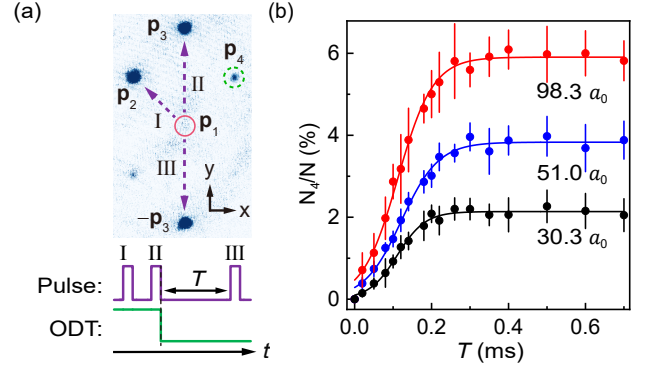 (a)
p₃
p₄
p₂
II
I
p₁
III
y
x
−p₃
I II III
Pulse: T
ODT:
t
(b)
N₄/N (%)
6
4
2
0
98.3 a₀
51.0 a₀
30.3 a₀
0.0 0.2 0.4 0.6
T (ms)